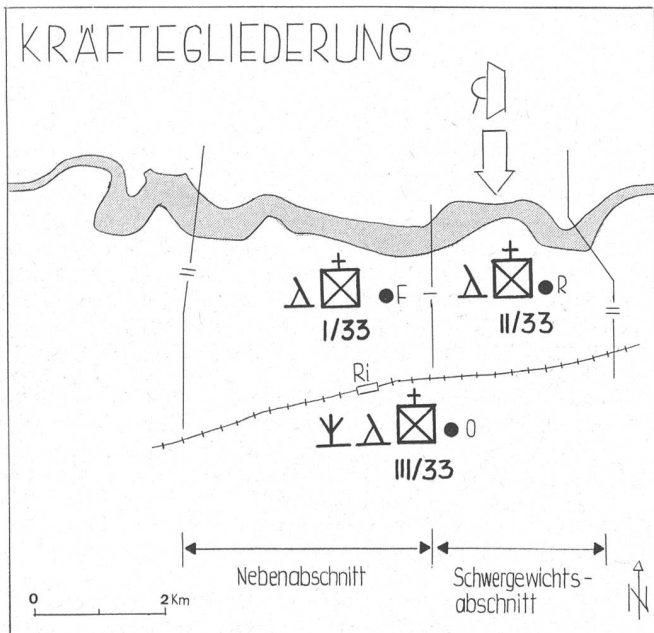 KRÄFTEGLIEDERUNG
F
R
I/33
II/33
Ri
O
III/33
Nebenabschnitt
Schwergewichts-
abschnitt
0 2 Km
N